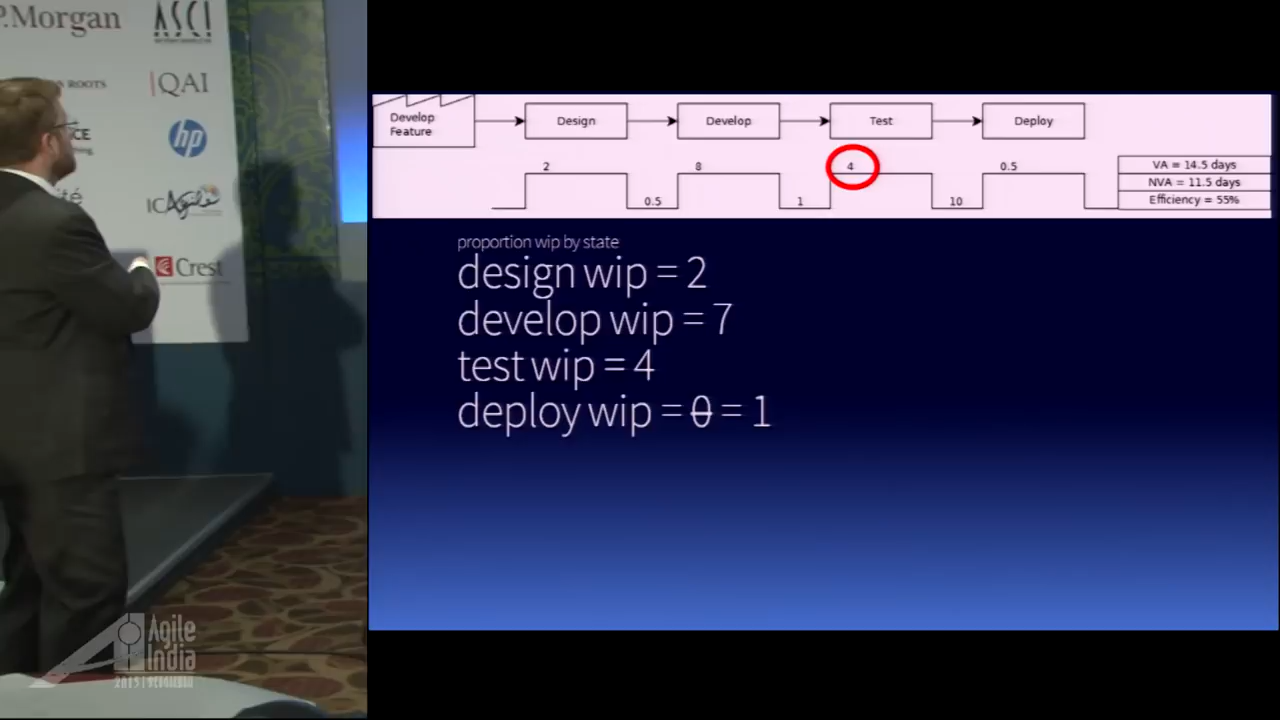 P.Morgan
ASCI
ROOTS
QAI
hp
Crest
Agile
India
Develop
Feature
Design
Develop
Test
Deploy
2
8
4
0.5
0.5
1
10
VA = 14.5 days
NVA = 11.5 days
Efficiency = 55%
proportion wip by state
design wip = 2
develop wip = 7
test wip = 4
deploy wip = 0 = 1